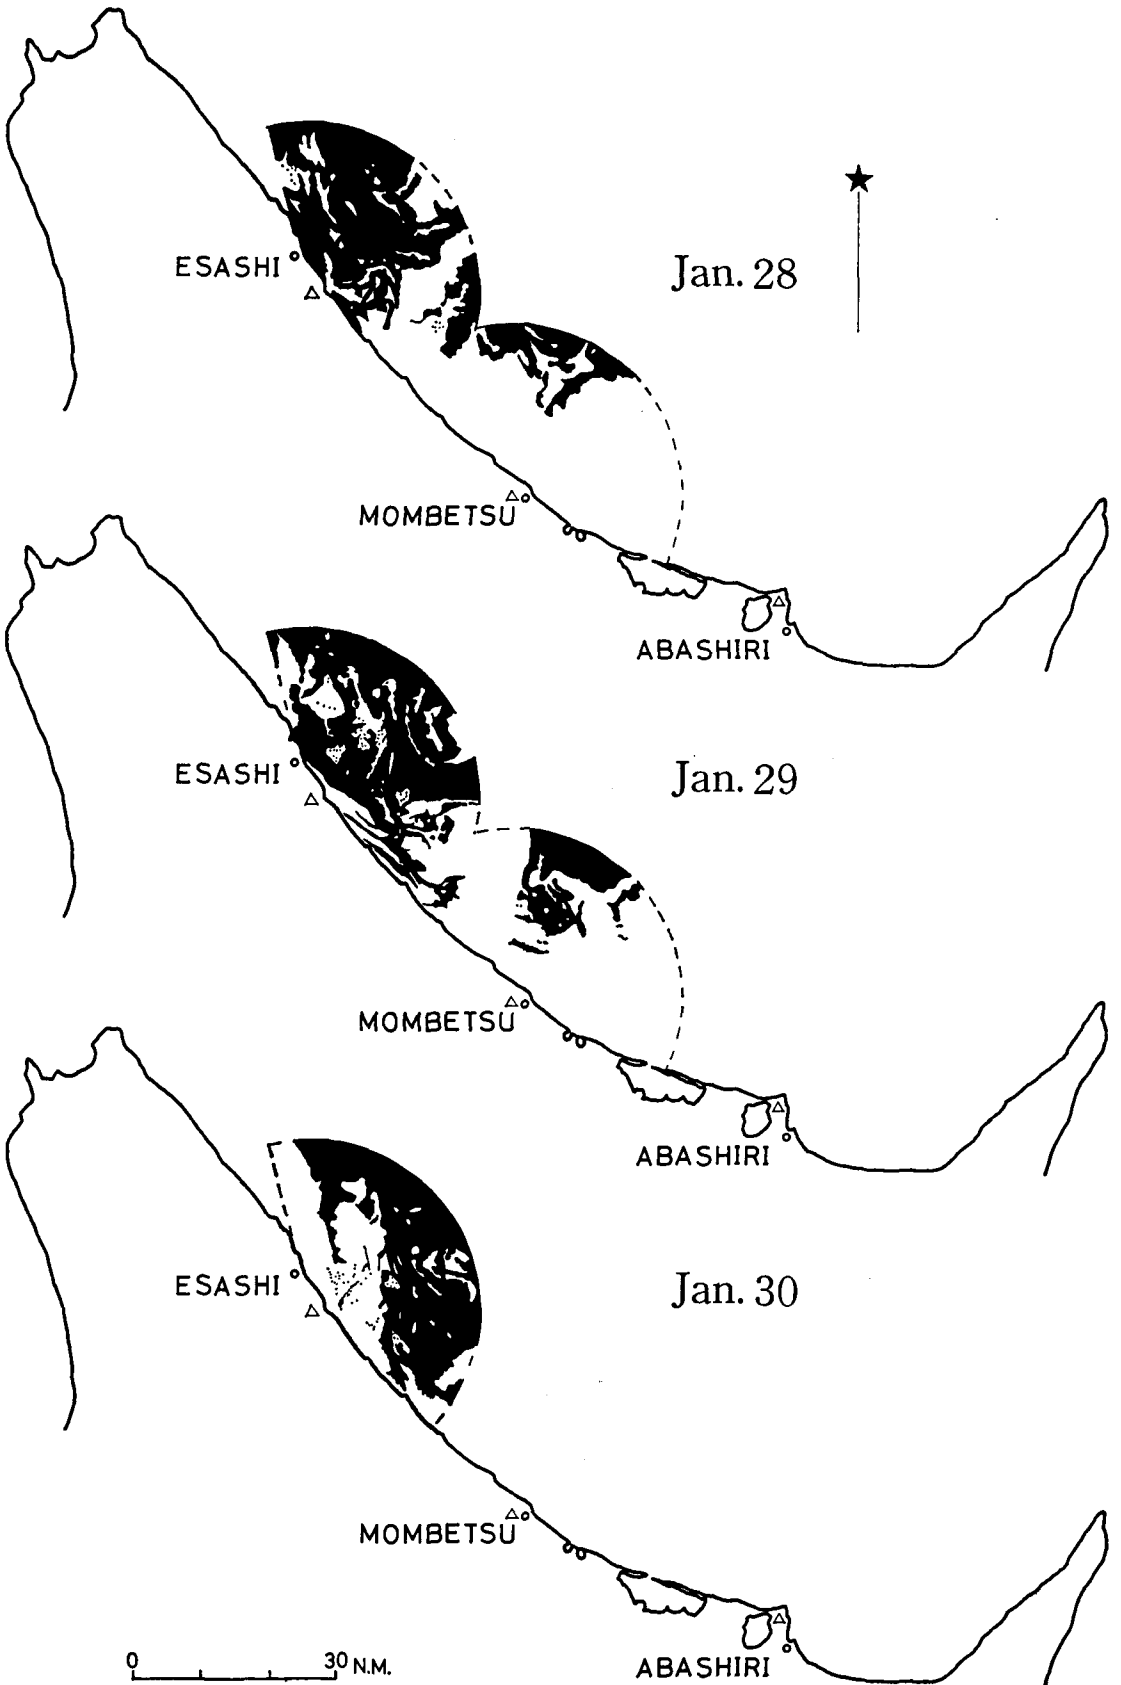 Jan. 28
ESASHI
MOMBETSU
ABASHIRI
Jan. 29
ESASHI
MOMBETSU
ABASHIRI
Jan. 30
ESASHI
MOMBETSU
ABASHIRI
0 30 N.M.